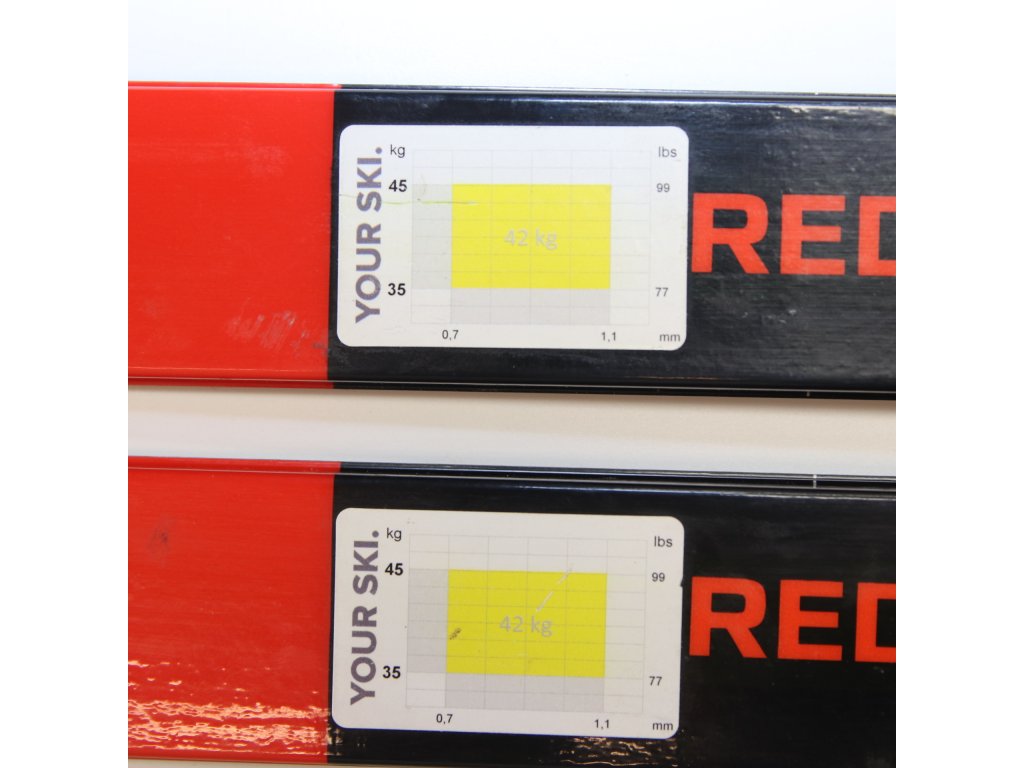 YOUR SKI.
kg
lbs
45
99
42 kg
35
77
0,7
1,1
mm
RED
YOUR SKI.
kg
lbs
45
99
42 kg
35
77
0,7
1,1
mm
RED